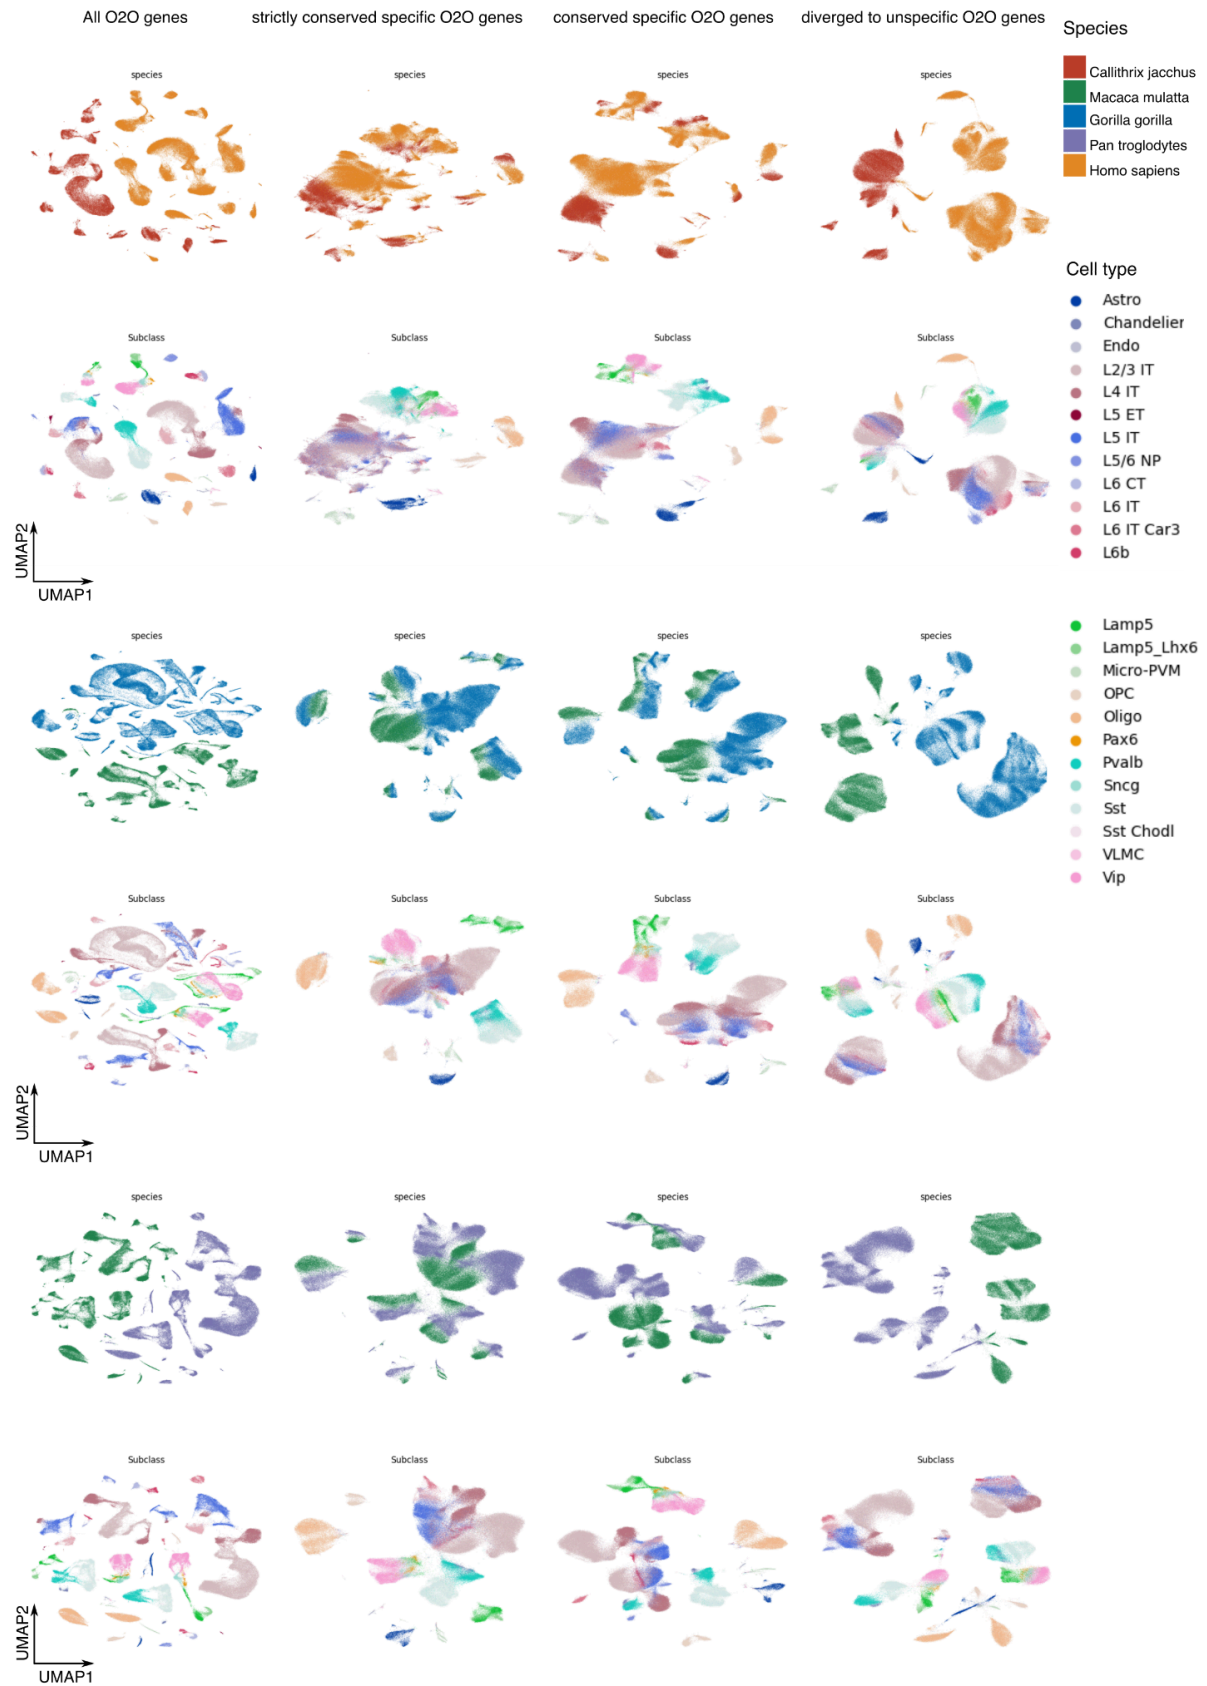 All O2O genes
strictly conserved specific O2O genes
conserved specific O2O genes
diverged to unspecific O2O genes
Species
Callithrix jacchus
Macaca mulatta
Gorilla gorilla
Pan troglodytes
Homo sapiens
species
species
species
species
Cell type
Astro
Chandelier
Endo
L2/3 IT
L4 IT
L5 ET
L5 IT
L5/6 NP
L6 CT
L6 IT
L6 IT Car3
L6b
Subclass
Subclass
Subclass
Subclass
UMAP2
UMAP1
Lamp5
Lamp5_Lhx6
Micro-PVM
OPC
Oligo
Pax6
Pvalb
Sncg
Sst
Sst Chodl
VLMC
Vip
species
species
species
species
Subclass
Subclass
Subclass
Subclass
UMAP2
UMAP1
species
species
species
species
Subclass
Subclass
Subclass
Subclass
UMAP2
UMAP1